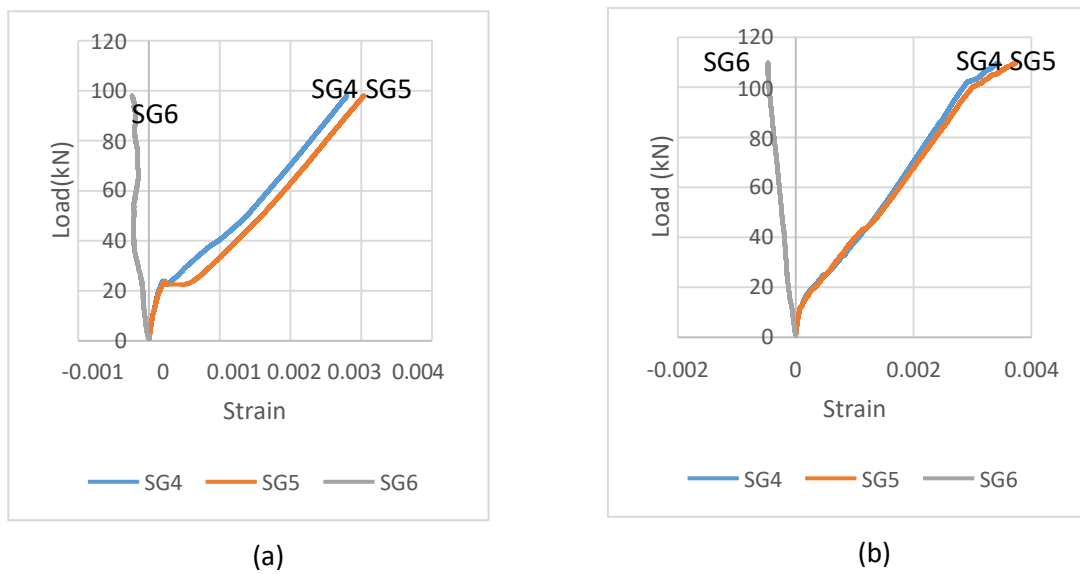 120
100
80
60
40
20
0
Load(kN)
SG4 SG5
SG6
-0.001 0 0.001 0.002 0.003 0.004
Strain
SG4 SG5 SG6
(a)
120
100
80
60
40
20
0
Load (kN)
SG6
SG4 SG5
-0.002 0 0.002 0.004
Strain
SG4 SG5 SG6
(b)